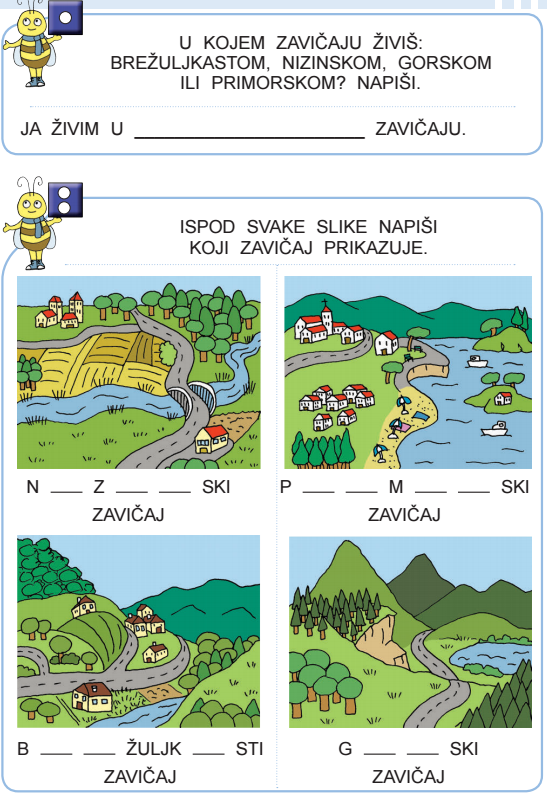 U KOJEM ZAVIČAJU ŽIVIŠ:
BREŽULJKASTOM, NIZINSKOM, GORSKOM
ILI PRIMORSKOM? NAPIŠI.
JA ŽIVIM U _______________________ ZAVIČAJU.
ISPOD SVAKE SLIKE NAPIŠI
KOJI ZAVIČAJ PRIKAZUJE.
N ___ Z ___ ___ SKI
ZAVIČAJ
P ___ ___ M ___ ___ SKI
ZAVIČAJ
B ___ ___ ŽULJK ___ STI
ZAVIČAJ
G ___ ___ SKI
ZAVIČAJ